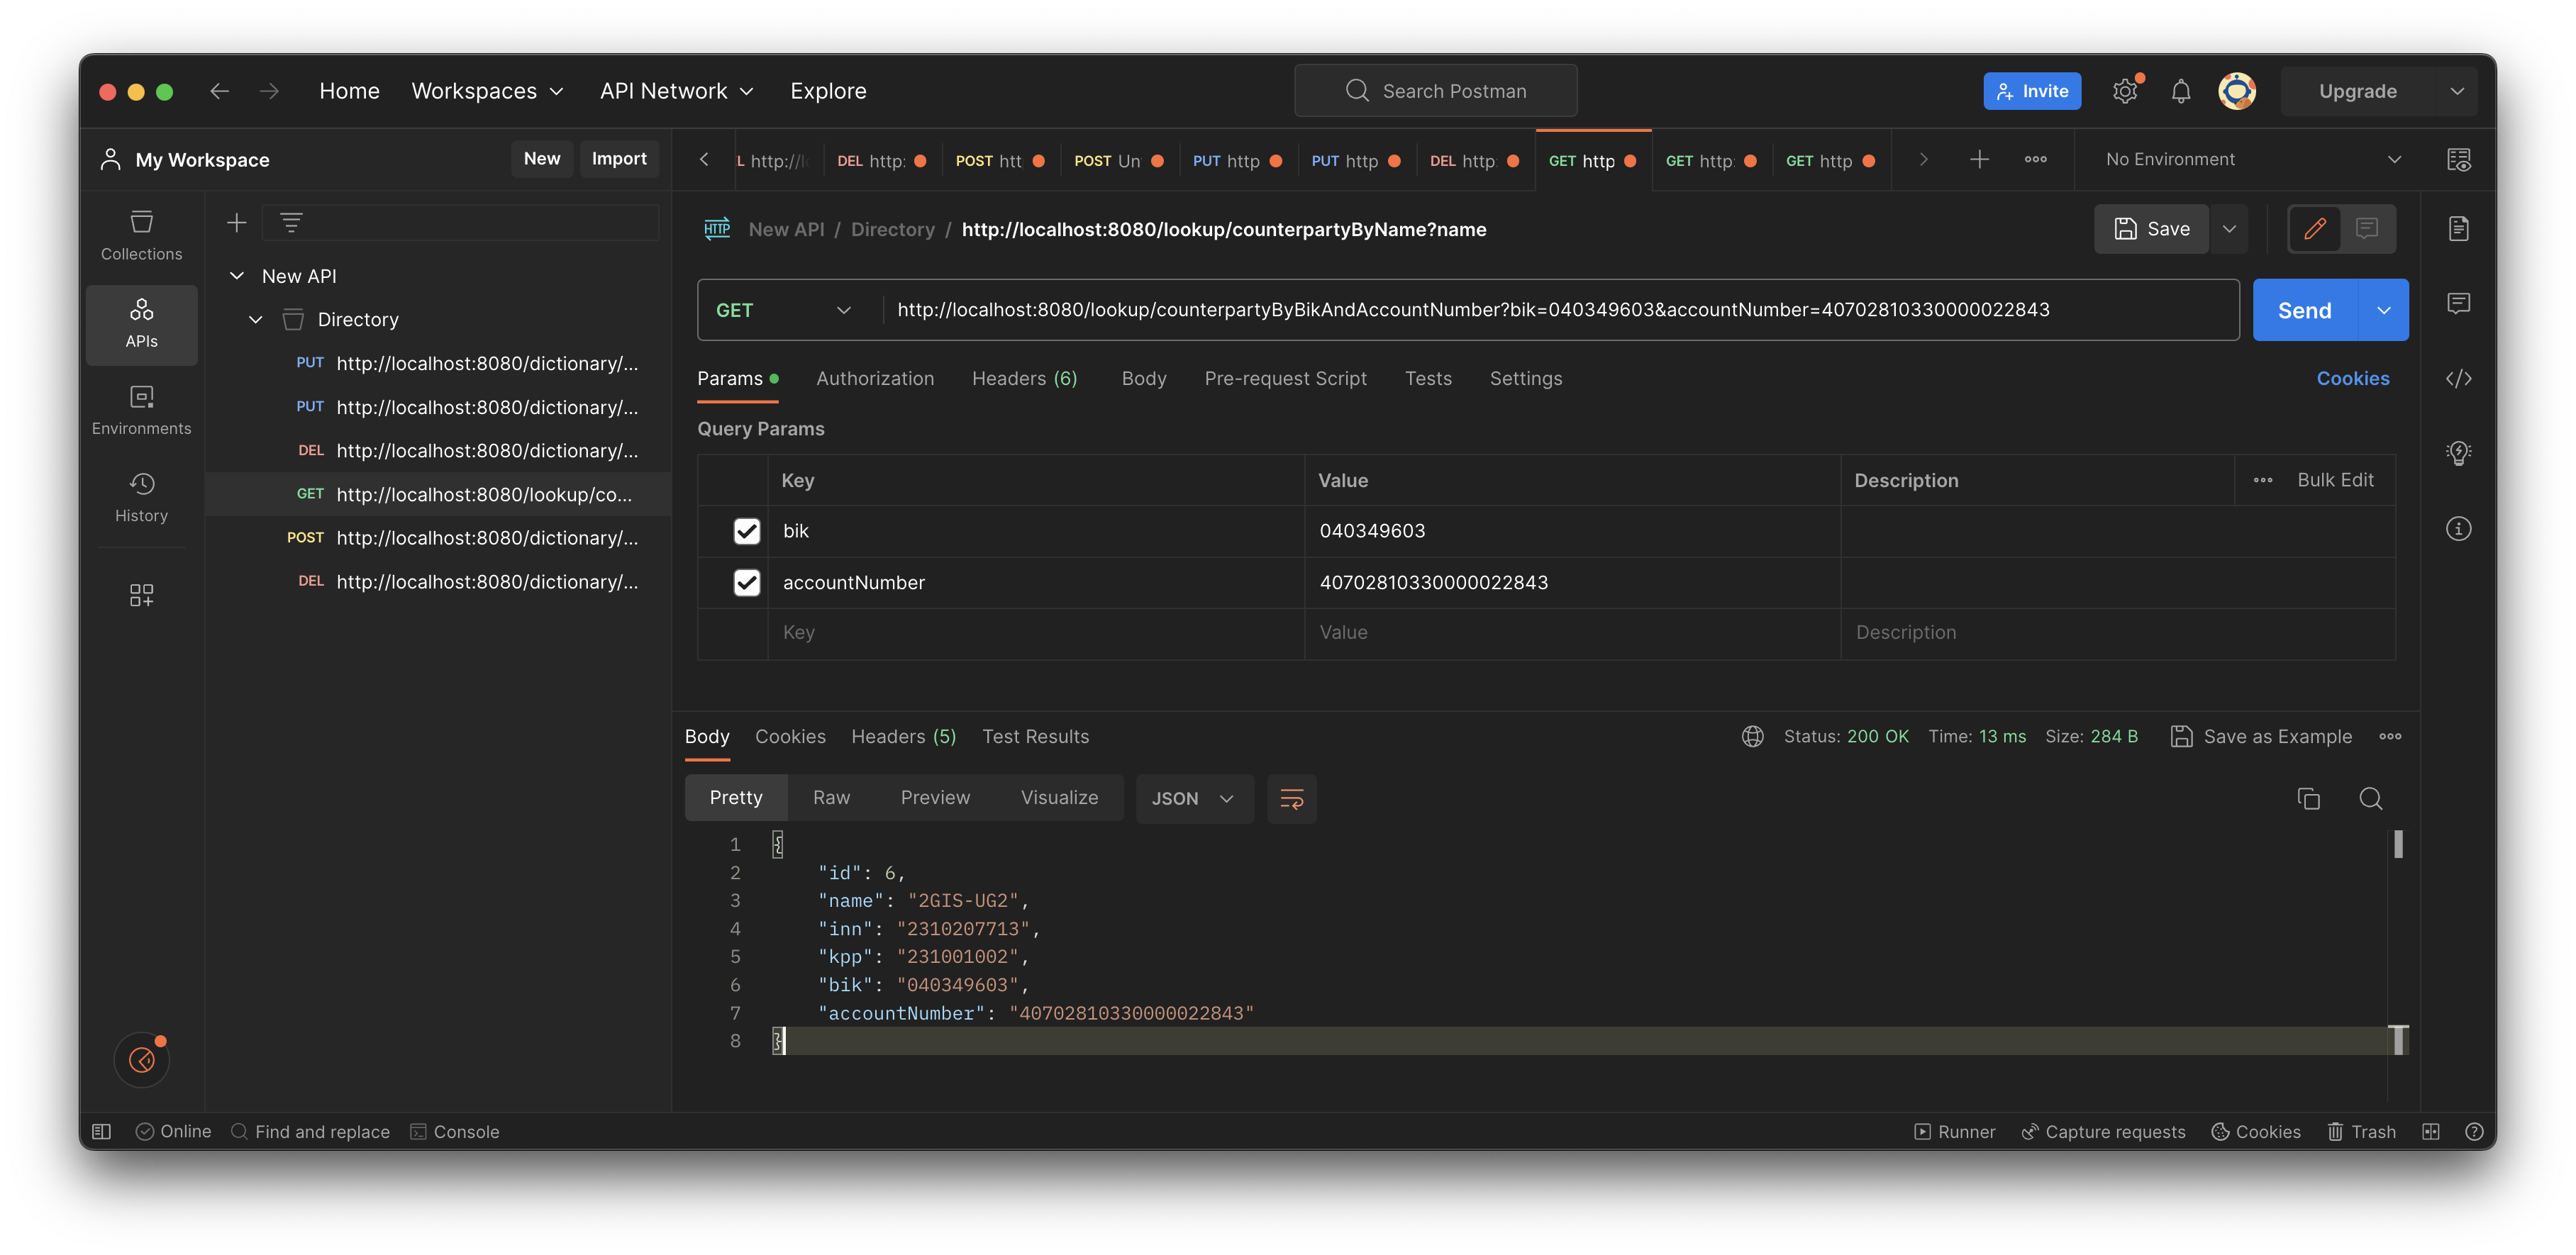 Home Workspaces API Network Explore Search Postman Invite Upgrade
My Workspace New Import
L http://l DEL http: POST htt POST Un PUT http PUT http DEL http GET http GET http: GET http No Environment
Collections
APIs
Environments
History
New API
Directory
PUT http://localhost:8080/dictionary/...
PUT http://localhost:8080/dictionary/...
DEL http://localhost:8080/dictionary/...
GET http://localhost:8080/lookup/co...
POST http://localhost:8080/dictionary/...
DEL http://localhost:8080/dictionary/...
HTTP New API / Directory / http://localhost:8080/lookup/counterpartyByName?name Save
GET http://localhost:8080/lookup/counterpartyByBikAndAccountNumber?bik=040349603&accountNumber=40702810330000022843 Send
Params Authorization Headers (6) Body Pre-request Script Tests Settings Cookies
Query Params
Key Value Description Bulk Edit
bik 040349603
accountNumber 40702810330000022843
Key Value Description
Body Cookies Headers (5) Test Results Status: 200 OK Time: 13 ms Size: 284 B Save as Example
Pretty Raw Preview Visualize JSON
1 {
2 "id": 6,
3 "name": "2GIS-UG2",
4 "inn": "2310207713",
5 "kpp": "231001002",
6 "bik": "040349603",
7 "accountNumber": "40702810330000022843"
8 }
Online Find and replace Console Runner Capture requests Cookies Trash